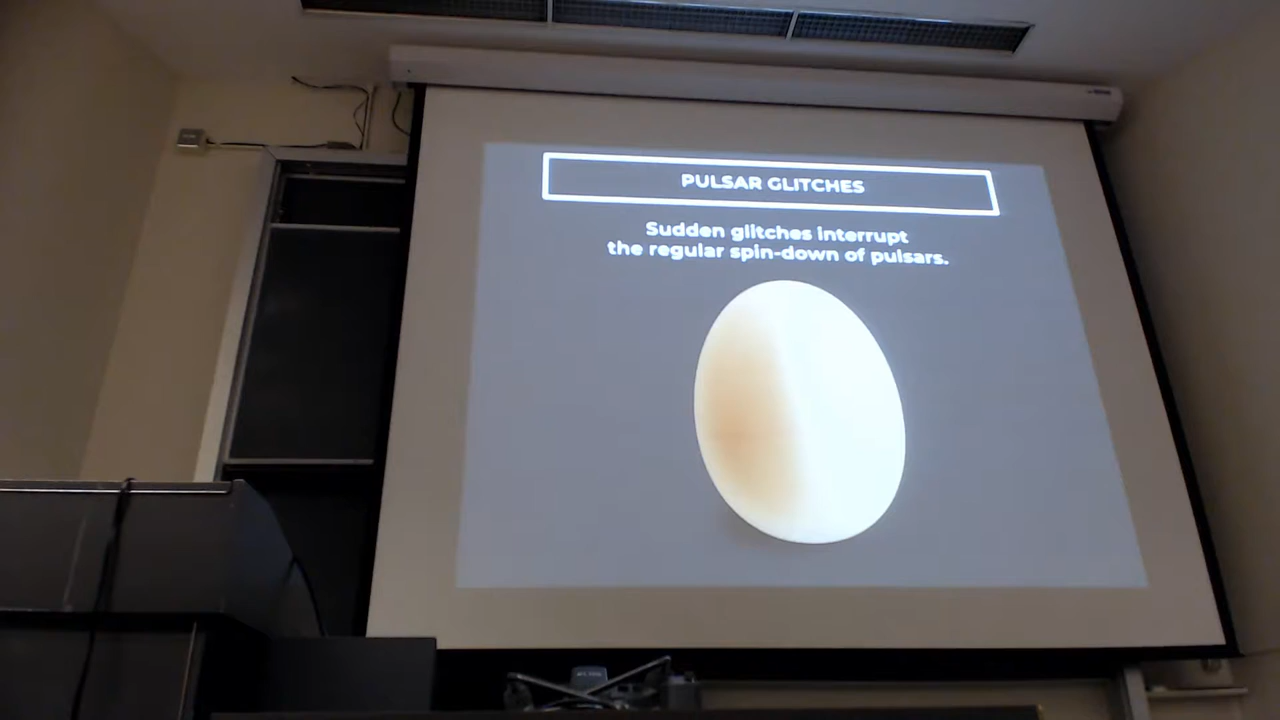 PULSAR GLITCHES
Sudden glitches interrupt
the regular spin-down of pulsars.